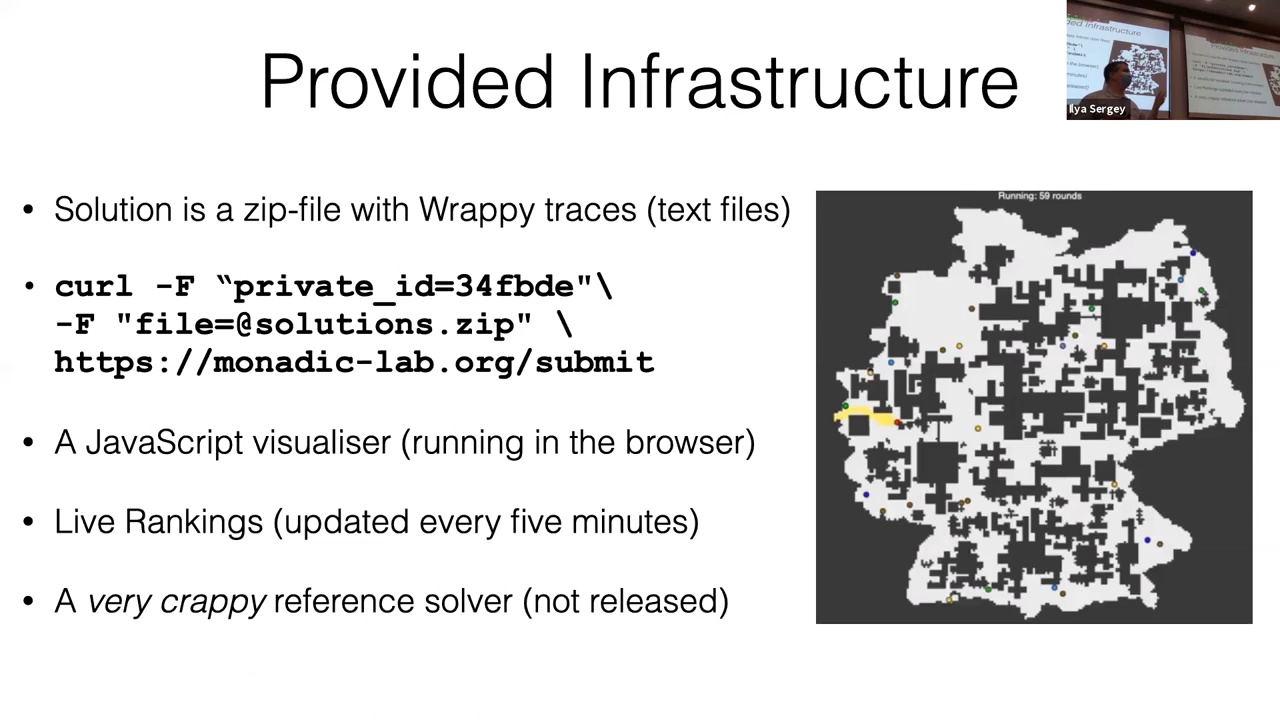 Provided Infrastructure
Ilya Sergey
• Solution is a zip-file with Wrappy traces (text files)
Running: 59 rounds
• curl -F “private_id=34fbde"\
-F "file=@solutions.zip" \
https://monadic-lab.org/submit
• A JavaScript visualiser (running in the browser)
• Live Rankings (updated every five minutes)
• A very crappy reference solver (not released)